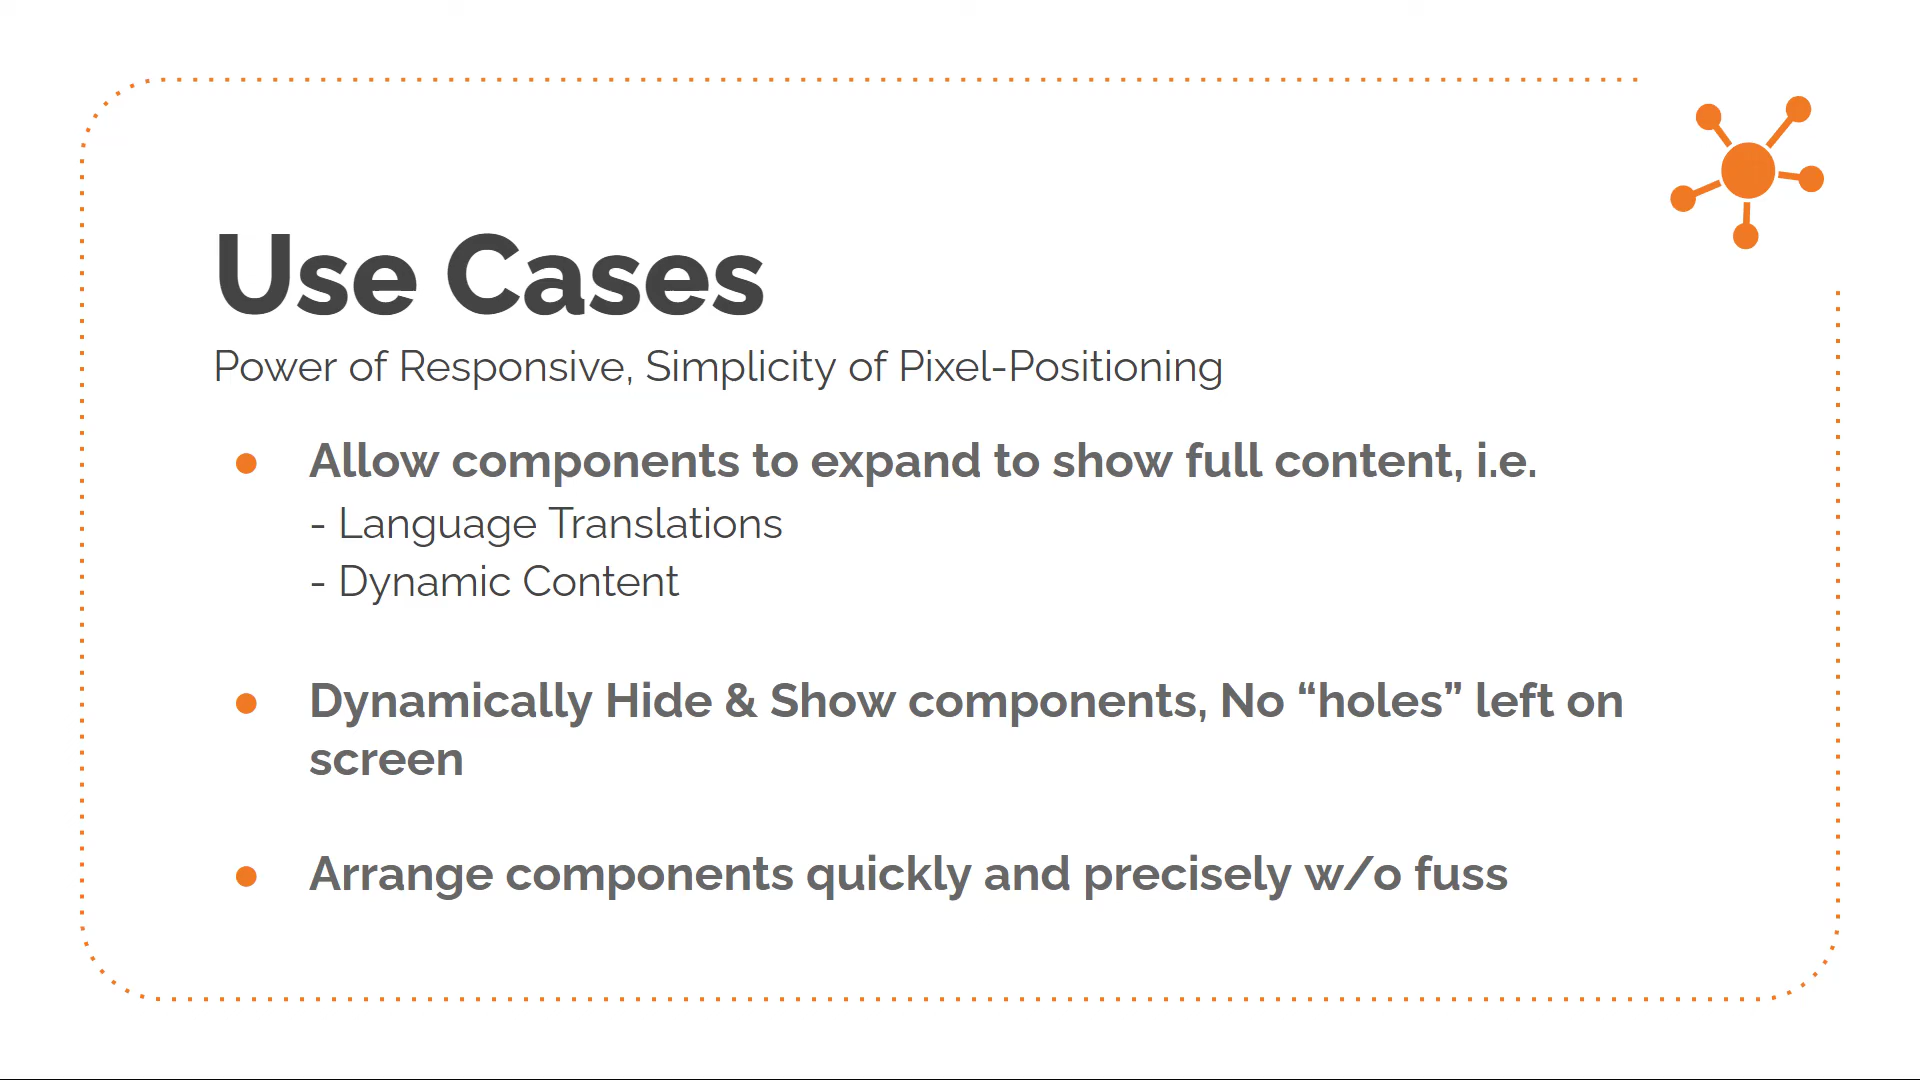 Use Cases
Power of Responsive, Simplicity of Pixel-Positioning
● Allow components to expand to show full content, i.e.
- Language Translations
- Dynamic Content
● Dynamically Hide & Show components, No “holes” left on
screen
● Arrange components quickly and precisely w/o fuss